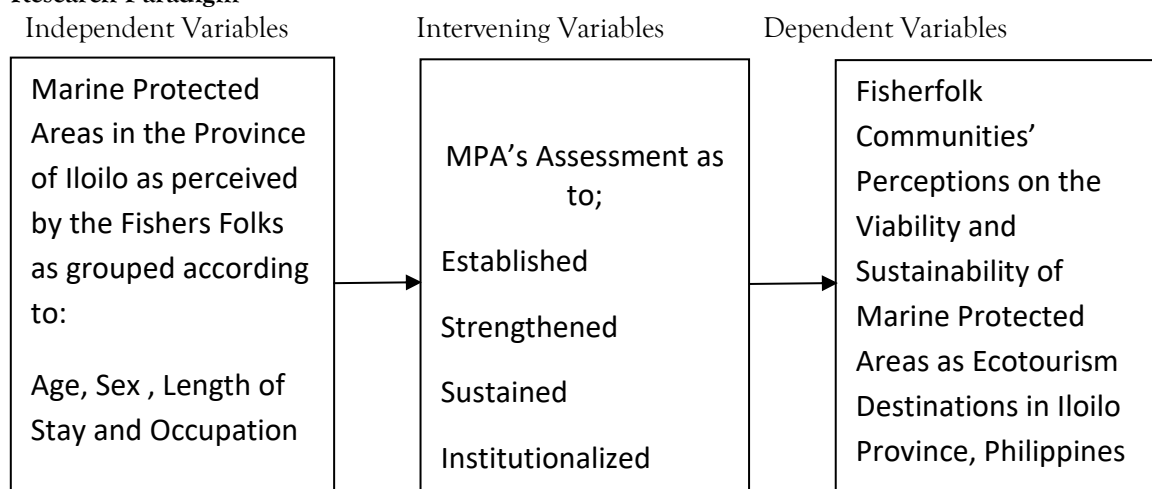 Research Paradigm
Independent Variables
Intervening Variables
Dependent Variables
Marine Protected
Areas in the Province
of Iloilo as perceived
by the Fishers Folks
as grouped according
to:
Age, Sex , Length of
Stay and Occupation
MPA’s Assessment as
to;
Established
Strengthened
Sustained
Institutionalized
Fisherfolk
Communities’
Perceptions on the
Viability and
Sustainability of
Marine Protected
Areas as Ecotourism
Destinations in Iloilo
Province, Philippines